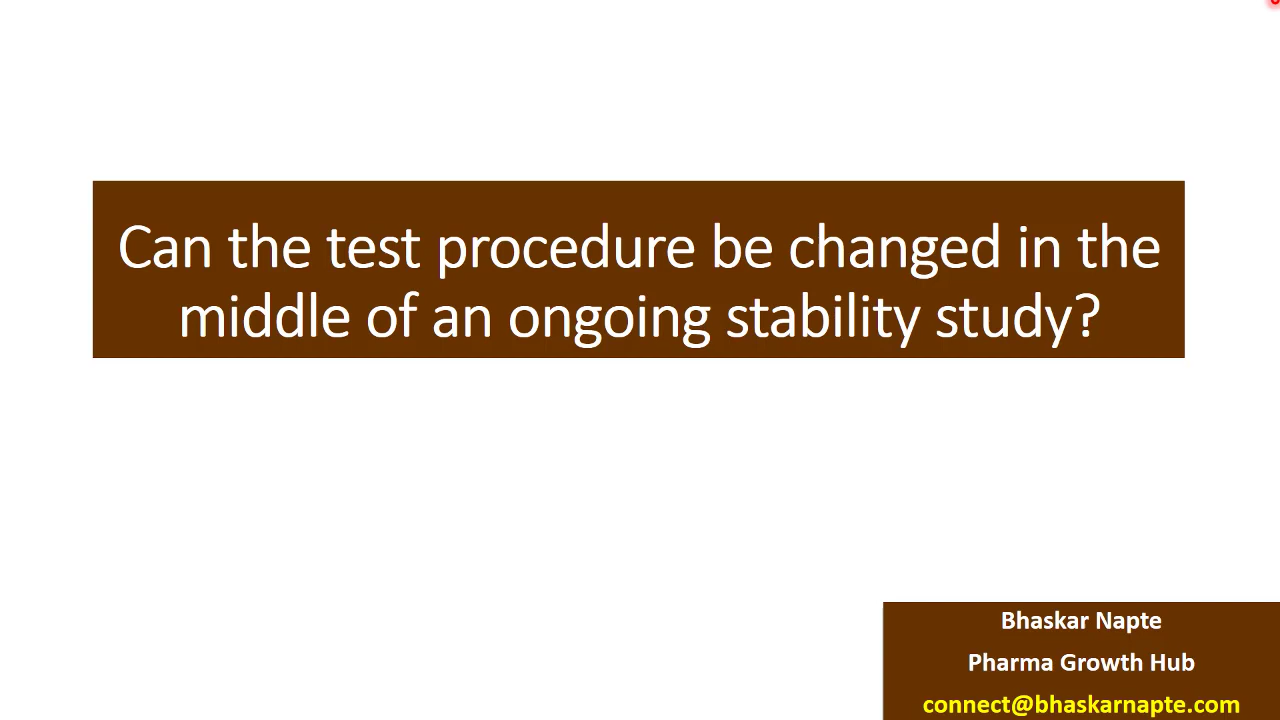 Can the test procedure be changed in the
middle of an ongoing stability study?
Bhaskar Napte
Pharma Growth Hub
connect@bhaskarnapte.com